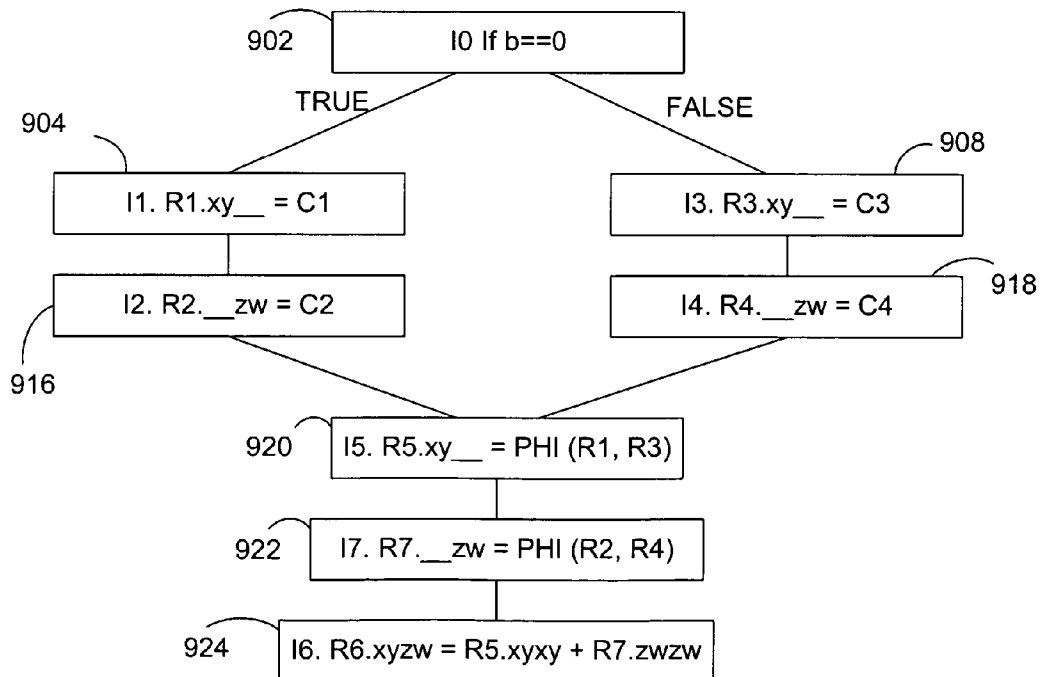 902
I0 If b==0
TRUE
FALSE
904
908
I1. R1.xy__ = C1
I3. R3.xy__ = C3
I2. R2.__zw = C2
I4. R4.__zw = C4
916
918
920
I5. R5.xy__ = PHI (R1, R3)
922
I7. R7.__zw = PHI (R2, R4)
924
I6. R6.xyzw = R5.xyxy + R7.zwzw